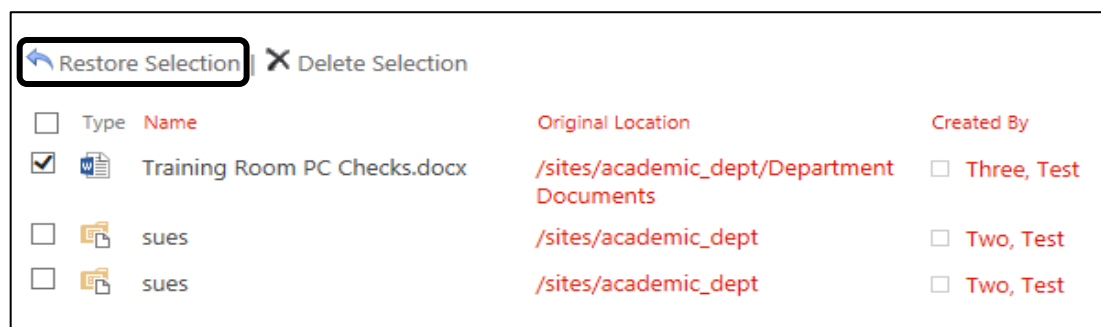 Restore Selection | Delete Selection
Type Name Original Location Created By
Training Room PC Checks.docx /sites/academic_dept/Department Three, Test
Documents
sues /sites/academic_dept Two, Test
sues /sites/academic_dept Two, Test